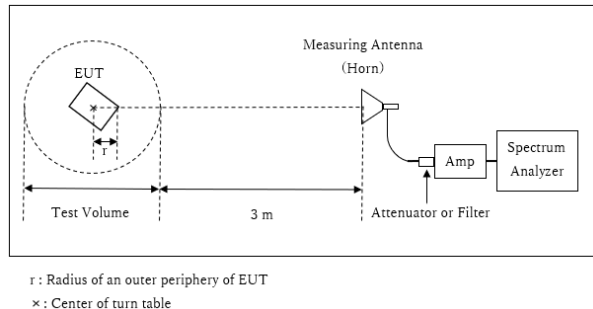 Measuring Antenna
(Horn)
EUT
r
Amp
Spectrum
Analyzer
Test Volume
3 m
Attenuator or Filter
r : Radius of an outer periphery of EUT
× : Center of turn table